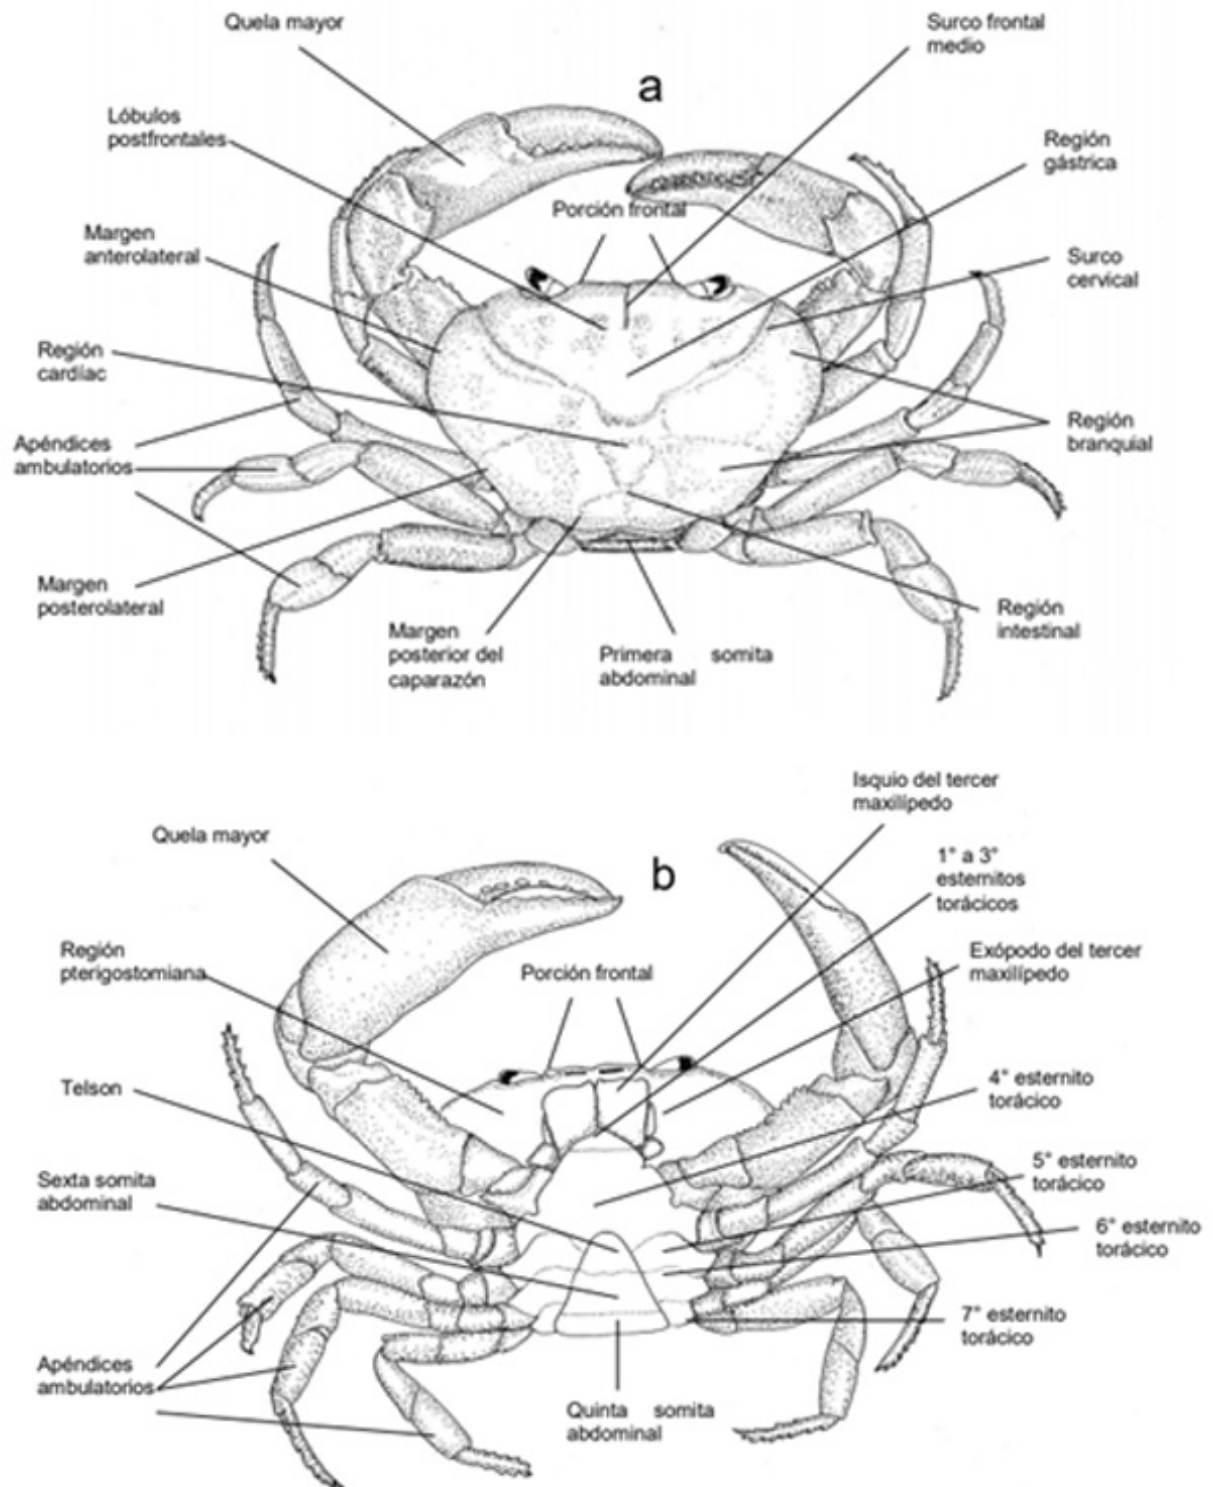 Quela mayor
Surco frontal
medio
a
Lóbulos
postfrontales
Región
gástrica
Porción frontal
Margen
anterolateral
Surco
cervical
Región
cardíac
Región
branquial
Apéndices
ambulatorios
Margen
posterolateral
Región
intestinal
Margen
posterior del
caparazón
Primera somita
abdominal
Isquio del tercer
maxilípedo
Quela mayor
b
1° a 3°
esternitos
torácicos
Región
pterigostomiana
Porción frontal
Exópodo del tercer
maxilípedo
Telson
4° esternito
torácico
Sexta somita
abdominal
5° esternito
torácico
6° esternito
torácico
7° esternito
torácico
Apéndices
ambulatorios
Quinta somita
abdominal